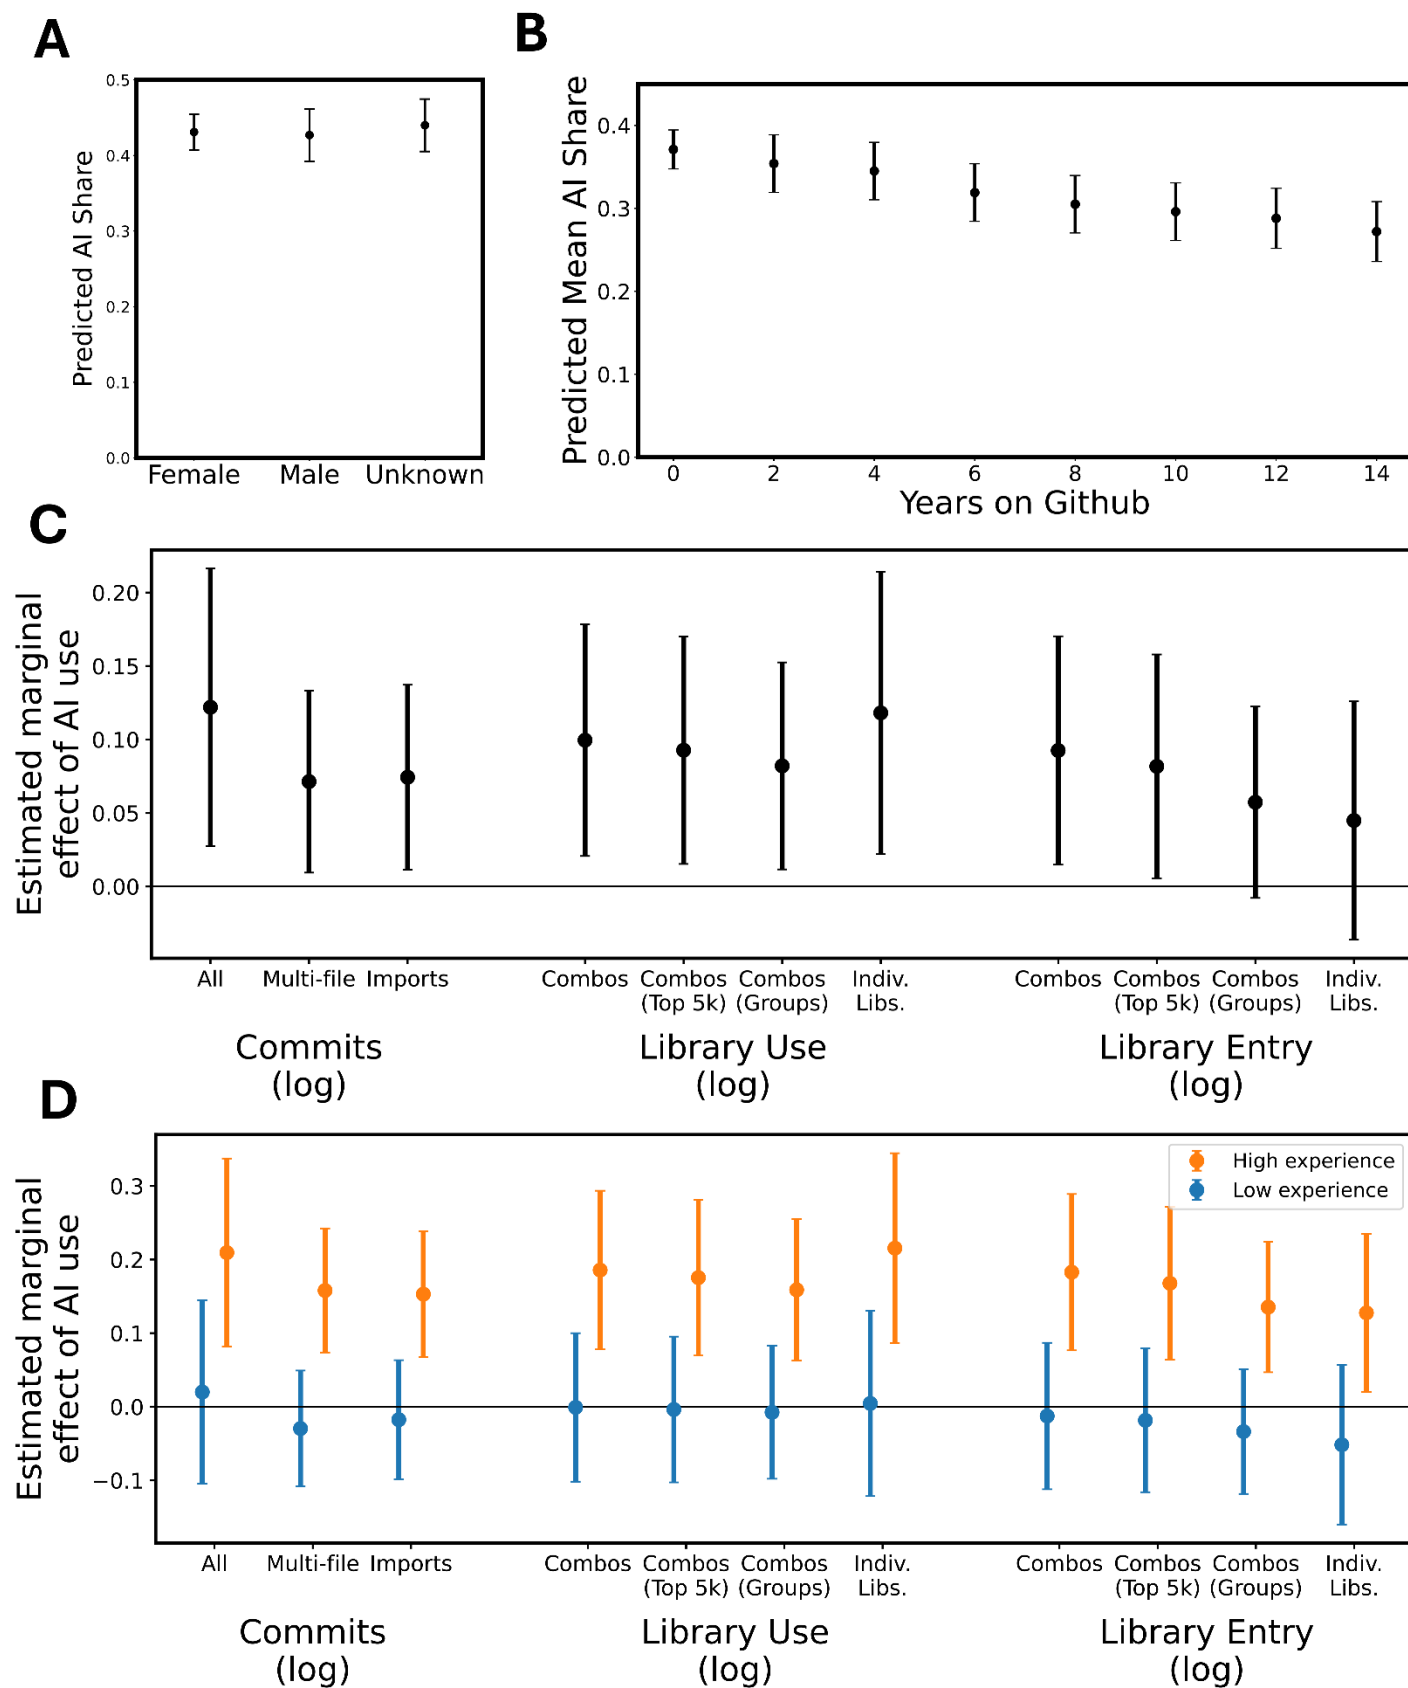 A
B
0.5
0.4
0.3
0.2
0.1
0.0
Predicted AI Share
Female Male Unknown
0.4
0.3
0.2
0.1
0.0
Predicted Mean AI Share
0 2 4 6 8 10 12 14
Years on Github
C
0.20
0.15
0.10
0.05
0.00
Estimated marginal
effect of AI use
All Multi-file Imports Combos Combos Combos Indiv. Combos Combos Combos Indiv.
(Top 5k) (Groups) Libs. (Top 5k) (Groups) Libs.
Commits Library Use Library Entry
(log) (log) (log)
D
High experience
Low experience
0.3
0.2
0.1
0.0
−0.1
Estimated marginal
effect of AI use
All Multi-file Imports Combos Combos Combos Indiv. Combos Combos Combos Indiv.
(Top 5k) (Groups) Libs. (Top 5k) (Groups) Libs.
Commits Library Use Library Entry
(log) (log) (log)